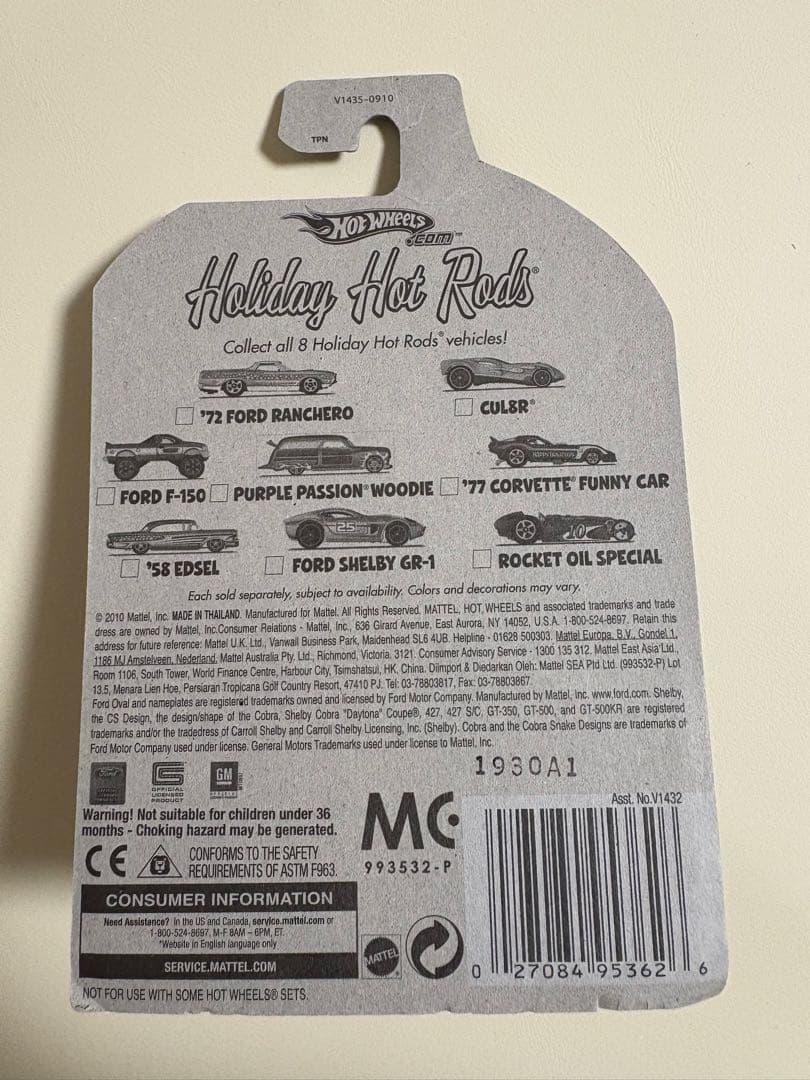 V1435-0910
TPN
HOT WHEELS
.COM™
Holiday Hot Rods®
Collect all 8 Holiday Hot Rods® vehicles!
'72 FORD RANCHERO
CUL8R®
FORD F-150
PURPLE PASSION® WOODIE
'77 CORVETTE® FUNNY CAR
'58 EDSEL
25
FORD SHELBY GR-1
10
ROCKET OIL SPECIAL
Each sold separately, subject to availability. Colors and decorations may vary.
© 2010 Mattel, Inc. MADE IN THAILAND. Manufactured for Mattel. All Rights Reserved. MATTEL, HOT WHEELS and associated trademarks and trade
dress are owned by Mattel, Inc.Consumer Relations - Mattel, Inc., 636 Girard Avenue, East Aurora, NY 14052, U.S.A. 1-800-524-8697. Retain this
address for future reference: Mattel U.K. Ltd., Vanwall Business Park, Maidenhead SL6 4UB. Helpline - 01628 500303. Mattel Europa, B.V., Gondel 1,
1186 MJ Amstelveen, Nederland. Mattel Australia Pty. Ltd., Richmond, Victoria. 3121. Consumer Advisory Service - 1300 135 312. Mattel East Asia Ltd.,
Room 1106, South Tower, World Finance Centre, Harbour City, Tsimshatsui, HK, China. Diimport & Diedarkan Oleh: Mattel SEA Ptd Ltd. (993532-P) Lot
13.5, Menara Lien Hoe, Persiaran Tropicana Golf Country Resort, 47410 PJ. Tel: 03-78803817, Fax: 03-78803867.
Ford Oval and nameplates are registered trademarks owned and licensed by Ford Motor Company. Manufactured by Mattel, Inc. www.ford.com. Shelby,
the CS Design, the design/shape of the Cobra, Shelby Cobra "Daytona" Coupe®, 427, 427 S/C, GT-350, GT-500, and GT-500KR are registered
trademarks and/or the tradedress of Carroll Shelby and Carroll Shelby Licensing, Inc. (Shelby). Cobra and the Cobra Snake Designs are trademarks of
Ford Motor Company used under license. General Motors Trademarks used under license to Mattel, Inc.
1930A1
Ford
OFFICIAL
LICENSED
PRODUCT
GM
Asst. No.V1432
Warning! Not suitable for children under 36
months - Choking hazard may be generated.
MC
993532-P
CE
CONFORMS TO THE SAFETY
REQUIREMENTS OF ASTM F963.
CONSUMER INFORMATION
Need Assistance? In the US and Canada, service.mattel.com or
1-800-524-8697, M-F 8AM – 6PM, ET.
*Website in English language only
SERVICE.MATTEL.COM
MATTEL
0 27084 95362 6
NOT FOR USE WITH SOME HOT WHEELS® SETS.